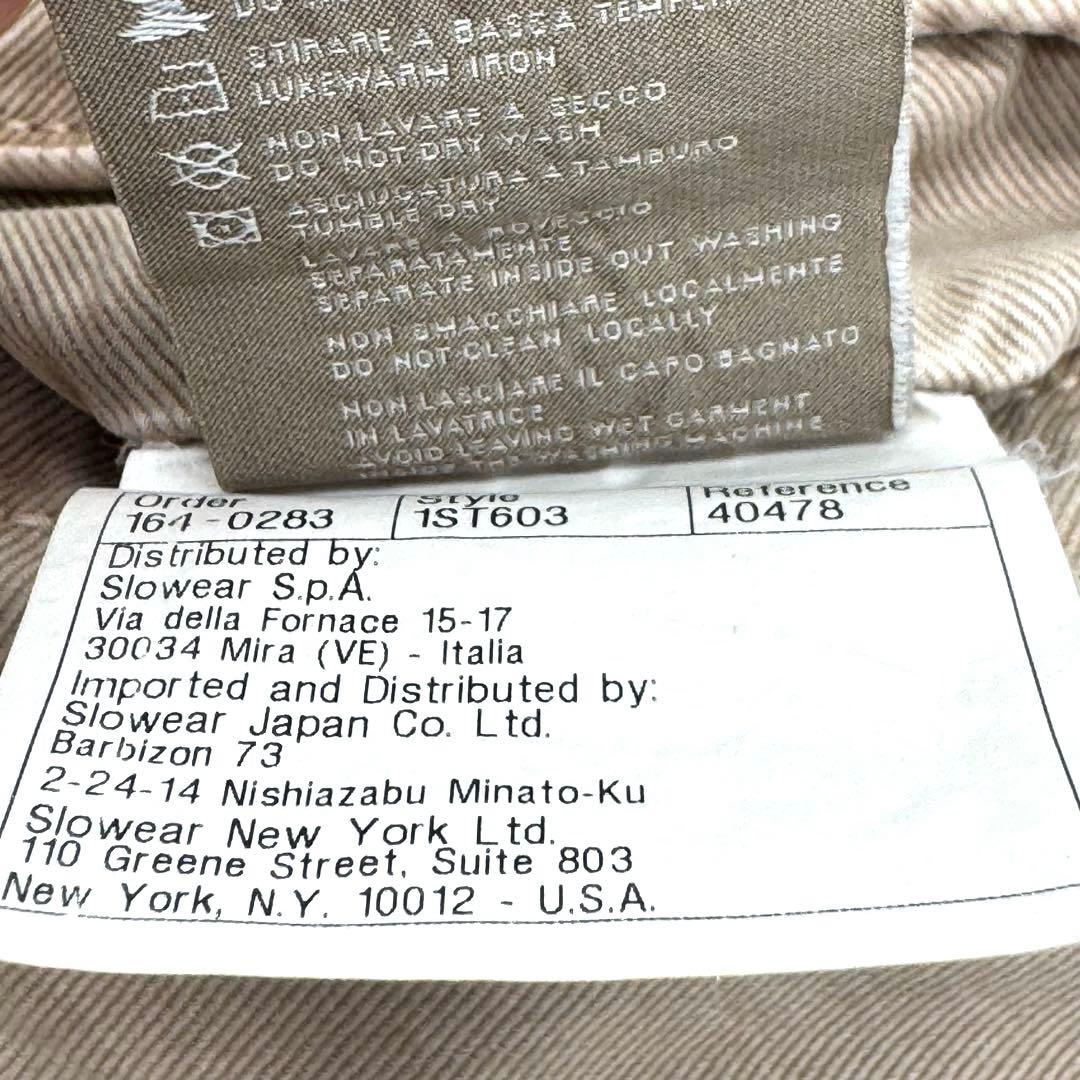 STIRARE A BASSA
LUKEWARM IRON
NON LAVARE A SECCO
DO NOT DRY WASH
ASCIUGATURA A TAMBURO
TUMBLE DRY
LAVARE A ROVESCIO
SEPARATAMENTE
SEPARATE INSIDE OUT WASHING
NON SMACCHIARE LOCALMENTE
DO NOT CLEAN LOCALLY
NON LASCIARE IL CAPO BAGNATO
IN LAVATRICE
AVOID LEAVING WET GARMENT
INSIDE THE WASHING MACHINE
Order Style Reference
164-0283 1ST603 40478
Distributed by:
Slowear S.p.A.
Via della Fornace 15-17
30034 Mira (VE) - Italia
Imported and Distributed by:
Slowear Japan Co. Ltd.
Barbizon 73
2-24-14 Nishiazabu Minato-Ku
Slowear New York Ltd.
110 Greene Street, Suite 803
New York, N.Y. 10012 - U.S.A.